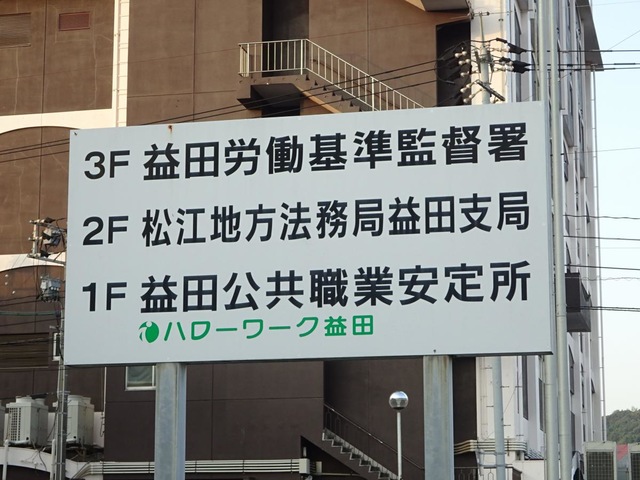 3F 益田労働基準監督署
2F 松江地方法務局益田支局
1F 益田公共職業安定所
ハローワーク益田